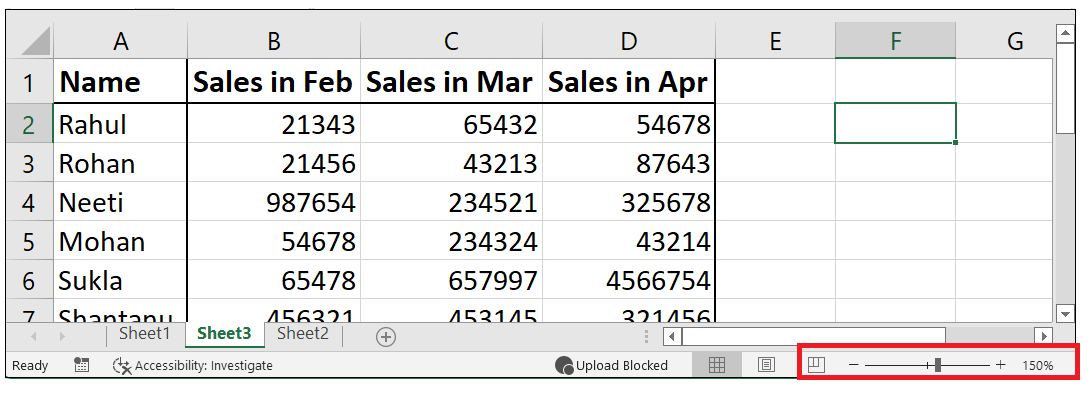 A B C D E F G
1 Name Sales in Feb Sales in Mar Sales in Apr
2 Rahul 21343 65432 54678
3 Rohan 21456 43213 87643
4 Neeti 987654 234521 325678
5 Mohan 54678 234324 43214
6 Sukla 65478 657997 4566754
7 Shantanu 456321 453145 321456
Sheet1 Sheet3 Sheet2
Ready Accessibility: Investigate Upload Blocked 150%